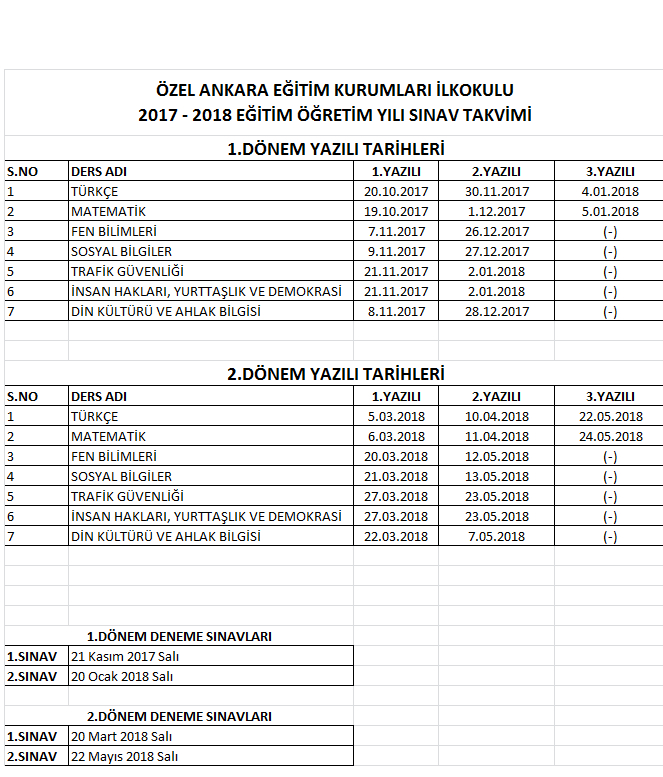 ÖZEL ANKARA EĞİTİM KURUMLARI İLKOKULU
2017 - 2018 EĞİTİM ÖĞRETİM YILI SINAV TAKVİMİ
1.DÖNEM YAZILI TARİHLERİ
S.NO DERS ADI 1.YAZILI 2.YAZILI 3.YAZILI
1 TÜRKÇE 20.10.2017 30.11.2017 4.01.2018
2 MATEMATİK 19.10.2017 1.12.2017 5.01.2018
3 FEN BİLİMLERİ 7.11.2017 26.12.2017 (-)
4 SOSYAL BİLGİLER 9.11.2017 27.12.2017 (-)
5 TRAFİK GÜVENLİĞİ 21.11.2017 2.01.2018 (-)
6 İNSAN HAKLARI, YURTTAŞLIK VE DEMOKRASİ 21.11.2017 2.01.2018 (-)
7 DİN KÜLTÜRÜ VE AHLAK BİLGİSİ 8.11.2017 28.12.2017 (-)
2.DÖNEM YAZILI TARİHLERİ
S.NO DERS ADI 1.YAZILI 2.YAZILI 3.YAZILI
1 TÜRKÇE 5.03.2018 10.04.2018 22.05.2018
2 MATEMATİK 6.03.2018 11.04.2018 24.05.2018
3 FEN BİLİMLERİ 20.03.2018 12.05.2018 (-)
4 SOSYAL BİLGİLER 21.03.2018 13.05.2018 (-)
5 TRAFİK GÜVENLİĞİ 27.03.2018 23.05.2018 (-)
6 İNSAN HAKLARI, YURTTAŞLIK VE DEMOKRASİ 27.03.2018 23.05.2018 (-)
7 DİN KÜLTÜRÜ VE AHLAK BİLGİSİ 22.03.2018 7.05.2018 (-)
1.DÖNEM DENEME SINAVLARI
1.SINAV 21 Kasım 2017 Salı
2.SINAV 20 Ocak 2018 Salı
2.DÖNEM DENEME SINAVLARI
1.SINAV 20 Mart 2018 Salı
2.SINAV 22 Mayıs 2018 Salı